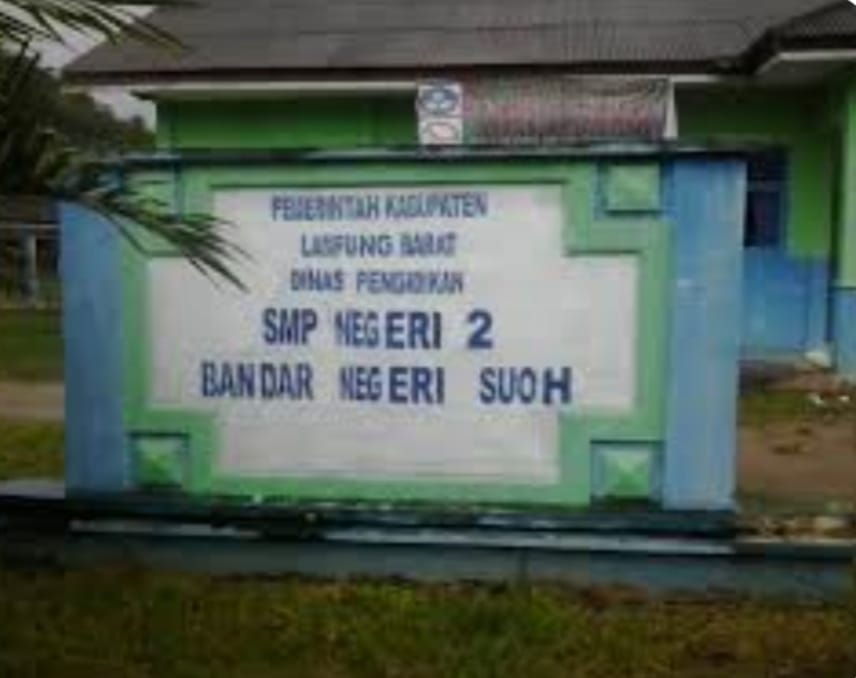 PEMERINTAH KABUPATEN
LAMPUNG BARAT
DINAS PENDIDIKAN
SMP NEGERI 2
BANDAR NEGERI SUOH